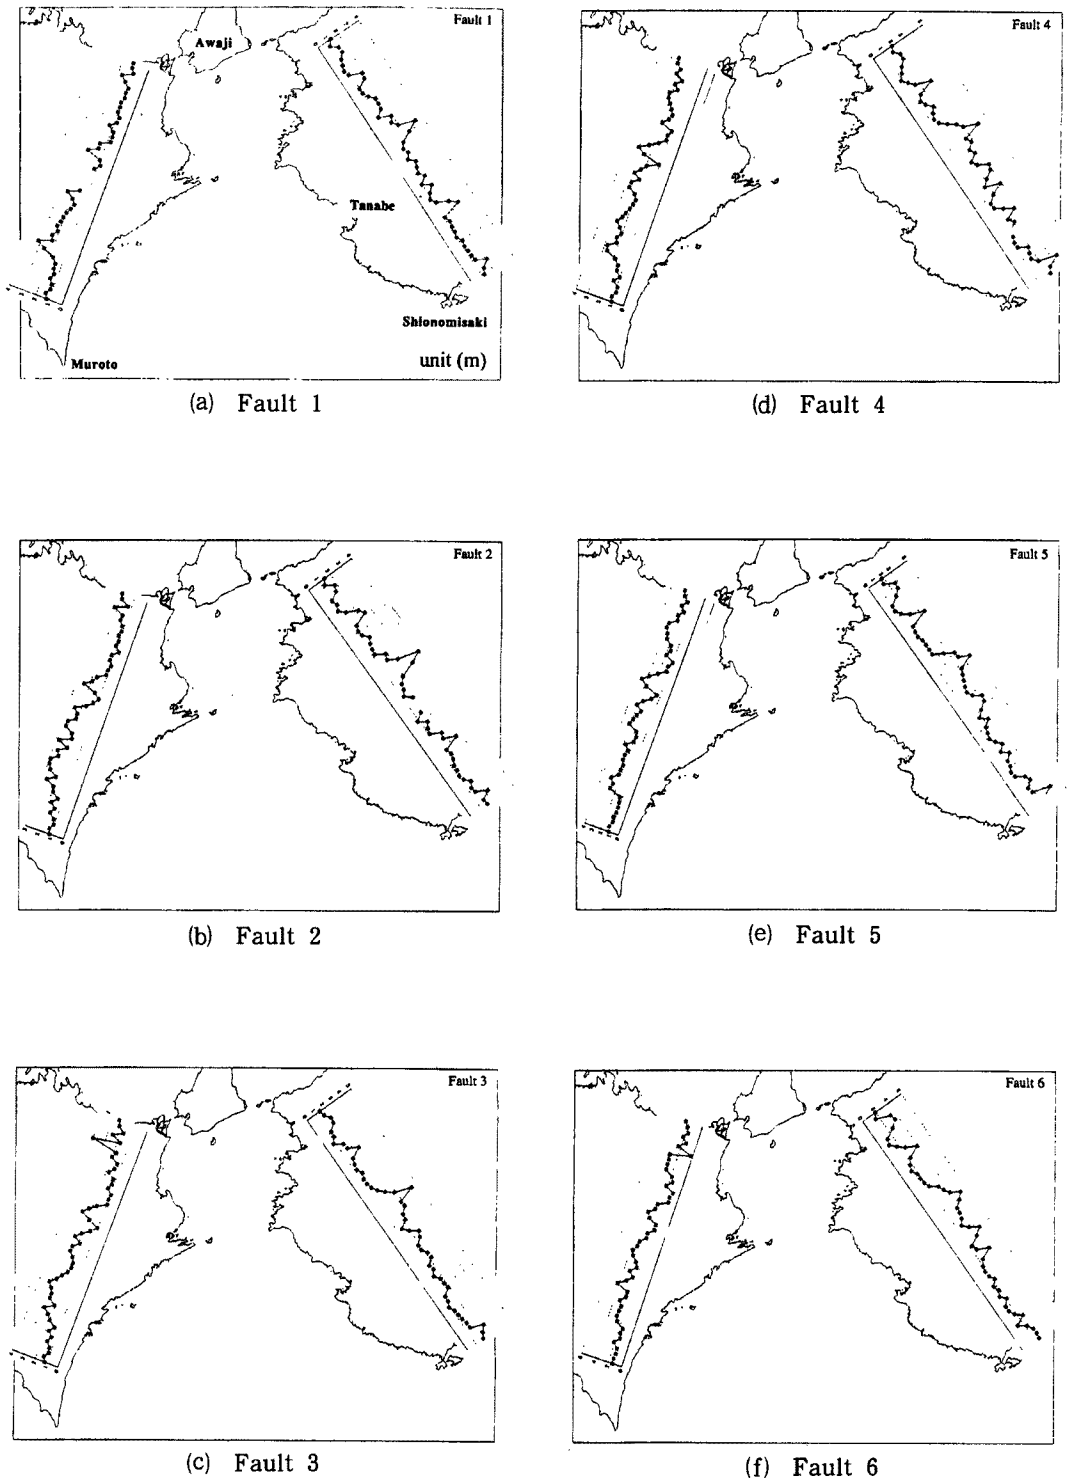 Fault 1
Awaji
Tanabe
Shionomisaki
Muroto
unit (m)
(a) Fault 1
Fault 4
(d) Fault 4
Fault 2
(b) Fault 2
Fault 5
(e) Fault 5
Fault 3
(c) Fault 3
Fault 6
(f) Fault 6